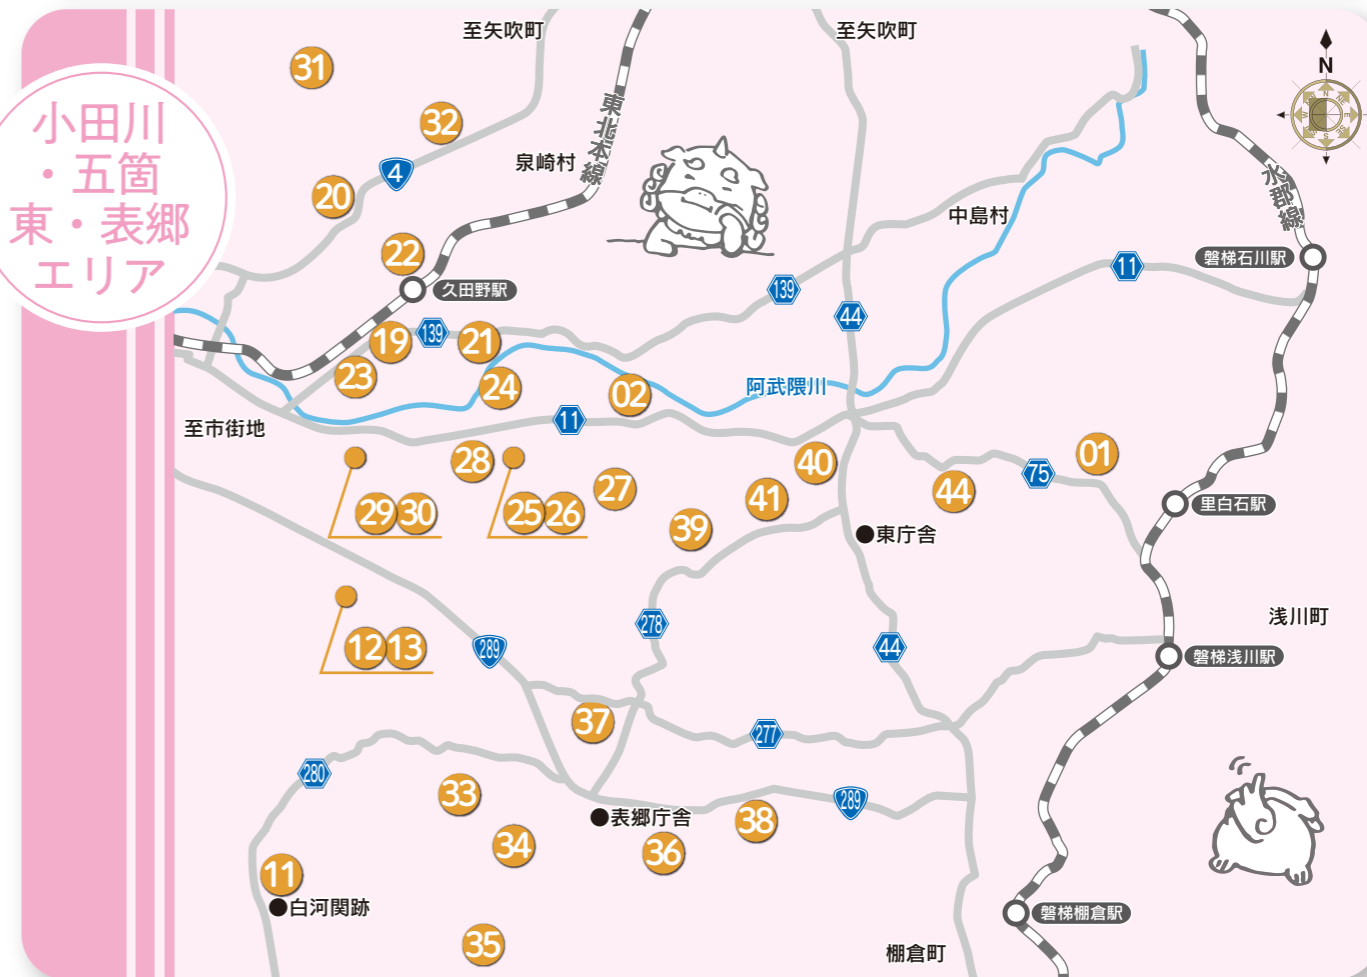 小田川
・五箇
東・表郷
エリア
至矢吹町
至矢吹町
N
31
32
東北本線
泉崎村
4
20
中島村
水郡線
22
久田野駅
磐梯石川駅
11
139
44
19
139
21
23
24
02
阿武隈川
11
至市街地
28
27
40
01
41
44
75
29 30
25 26
39
里白石駅
東庁舎
12 13
289
278
44
浅川町
磐梯浅川駅
37
277
280
33
289
表郷庁舎
38
34
36
11
白河関跡
35
磐梯棚倉駅
棚倉町